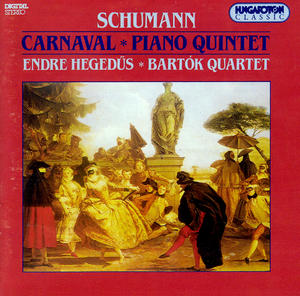 DIGITAL
STEREO
SCHUMANN
HUNGAROTON
CLASSIC
CARNAVAL * PIANO QUINTET
ENDRE HEGEDŰS * BARTÓK QUARTET